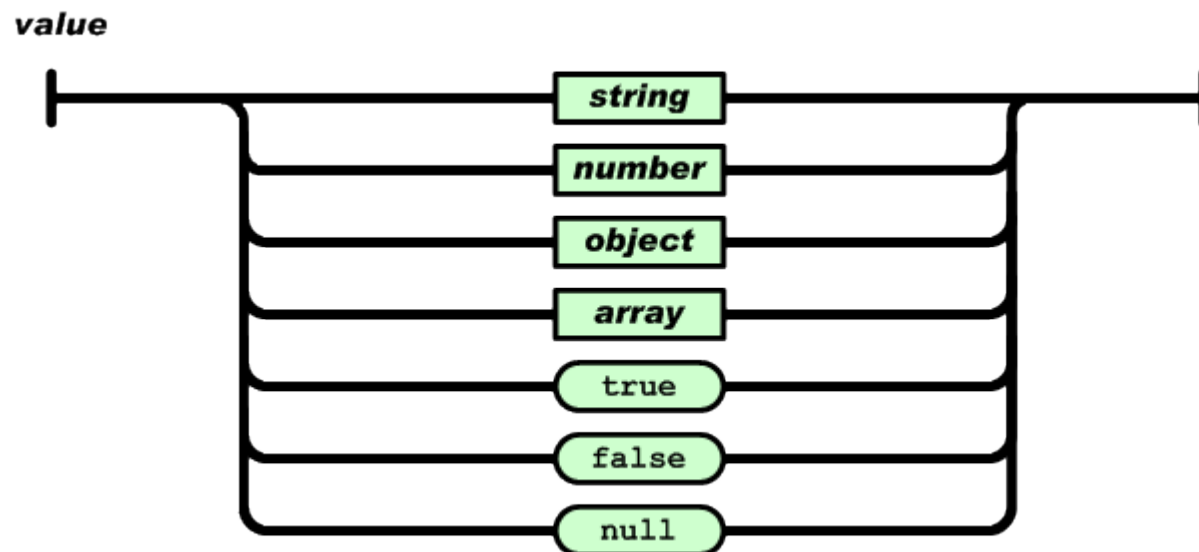 value
string
number
object
array
true
false
null